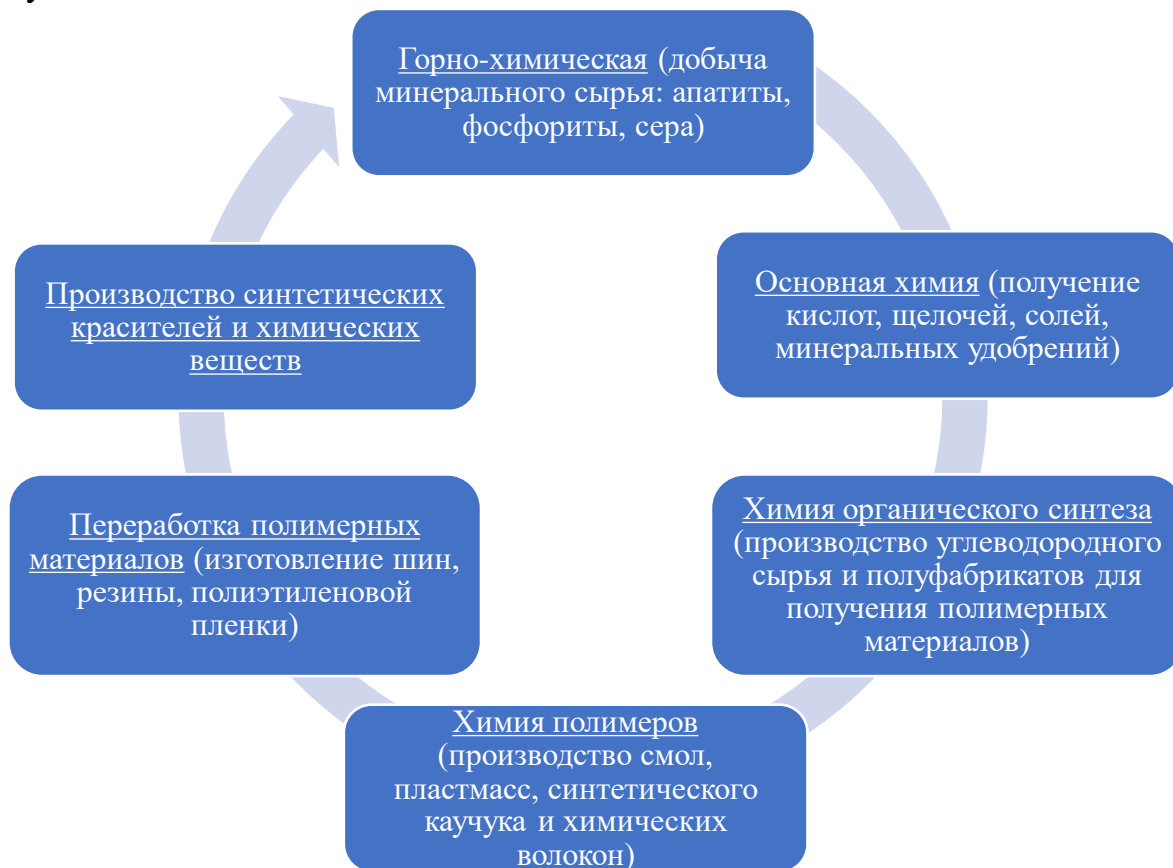 Горно-химическая (добыча
минерального сырья: апатиты,
фосфориты, сера)
Основная химия (получение
кислот, щелочей, солей,
минеральных удобрений)
Химия органического синтеза
(производство углеводородного
сырья и полуфабрикатов для
получения полимерных
материалов)
Химия полимеров
(производство смол,
пластмасс, синтетического
каучука и химических
волокон)
Переработка полимерных
материалов (изготовление шин,
резины, полиэтиленовой
пленки)
Производство синтетических
красителей и химических
веществ